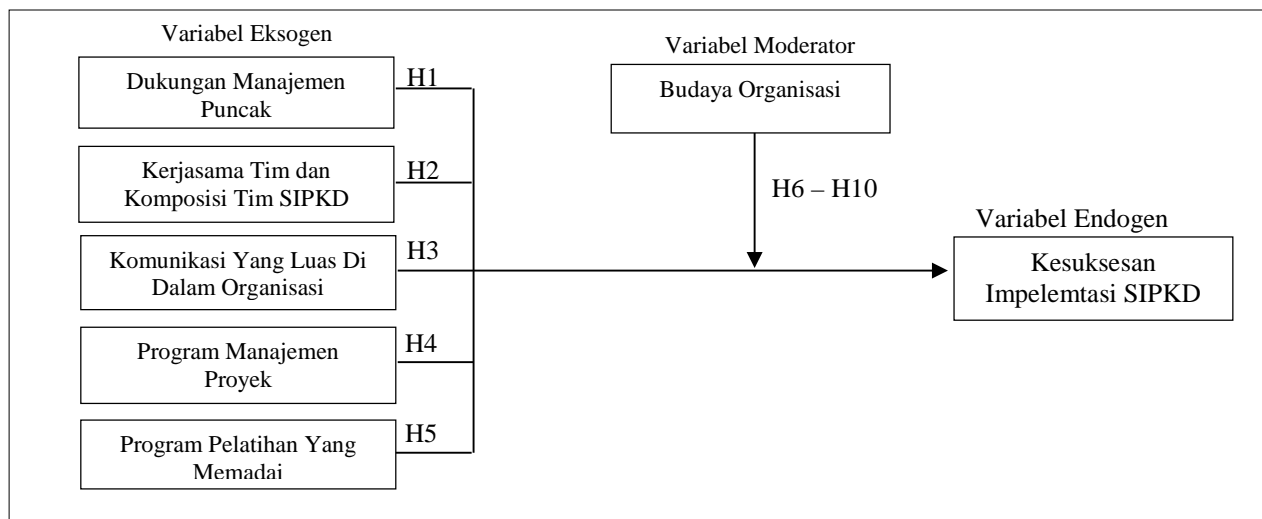 Variabel Eksogen
Dukungan Manajemen
Puncak
H1
Kerjasama Tim dan
Komposisi Tim SIPKD
H2
Komunikasi Yang Luas Di
Dalam Organisasi
H3
Program Manajemen
Proyek
H4
Program Pelatihan Yang
Memadai
H5
Variabel Moderator
Budaya Organisasi
H6 – H10
Variabel Endogen
Kesuksesan
Impelemtasi SIPKD